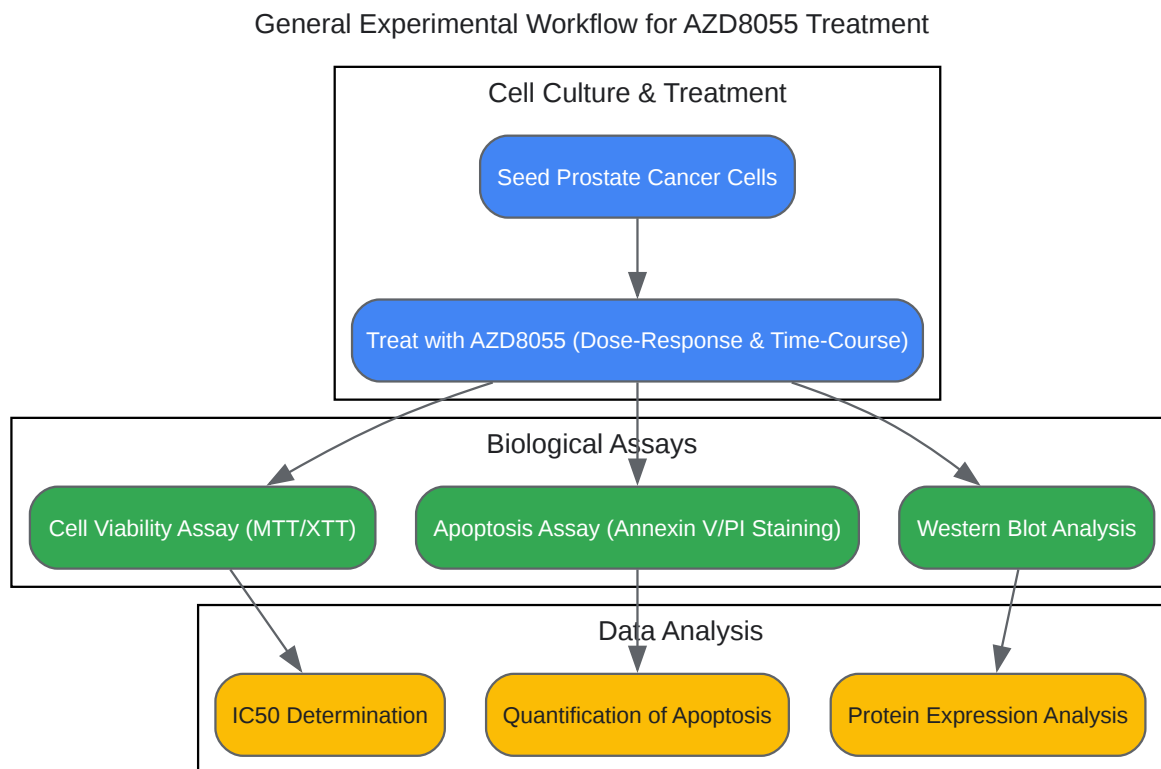 General Experimental Workflow for AZD8055 Treatment
Cell Culture & Treatment
Seed Prostate Cancer Cells
Treat with AZD8055 (Dose-Response & Time-Course)
Biological Assays
Cell Viability Assay (MTT/XTT)
Apoptosis Assay (Annexin V/PI Staining)
Western Blot Analysis
Data Analysis
IC50 Determination
Quantification of Apoptosis
Protein Expression Analysis